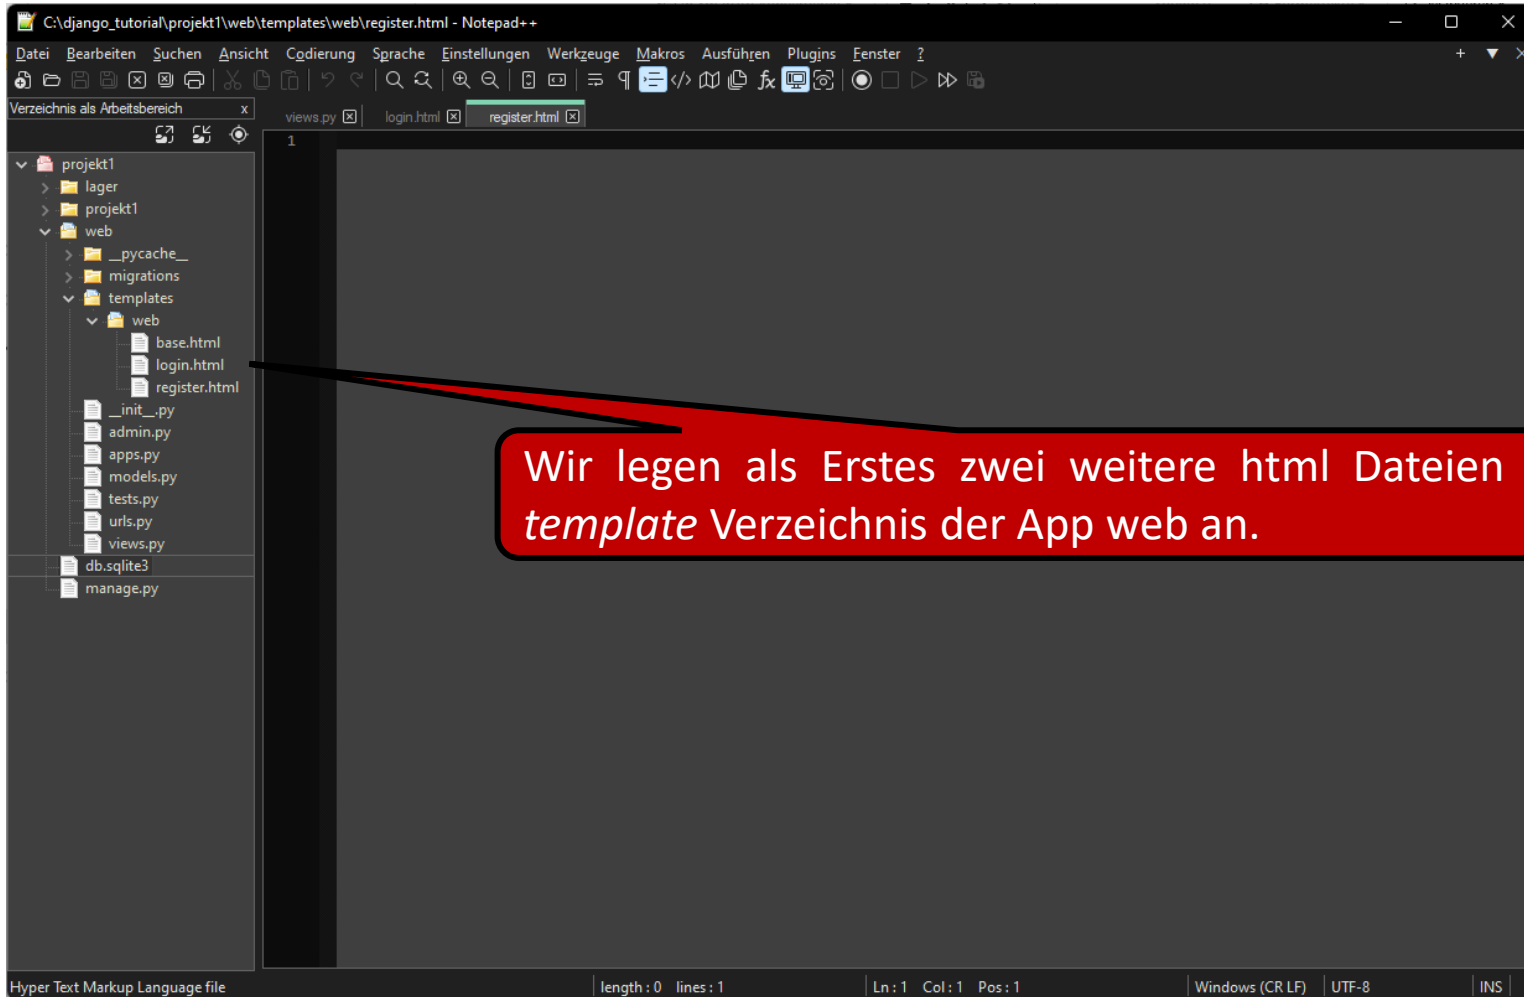 C:\django_tutorial\projekt1\web\templates\web\register.html - Notepad++
Datei Bearbeiten Suchen Ansicht Codierung Sprache Einstellungen Werkzeuge Makros Ausführen Plugins Fenster ?
Verzeichnis als Arbeitsbereich x
views.py login.html register.html
1
projekt1
lager
projekt1
web
__pycache__
migrations
templates
web
base.html
login.html
register.html
__init__.py
admin.py
apps.py
models.py
tests.py
urls.py
views.py
db.sqlite3
manage.py
Wir legen als Erstes zwei weitere html Dateien
template Verzeichnis der App web an.
Hyper Text Markup Language file length : 0 lines : 1 Ln : 1 Col : 1 Pos : 1 Windows (CR LF) UTF-8 INS